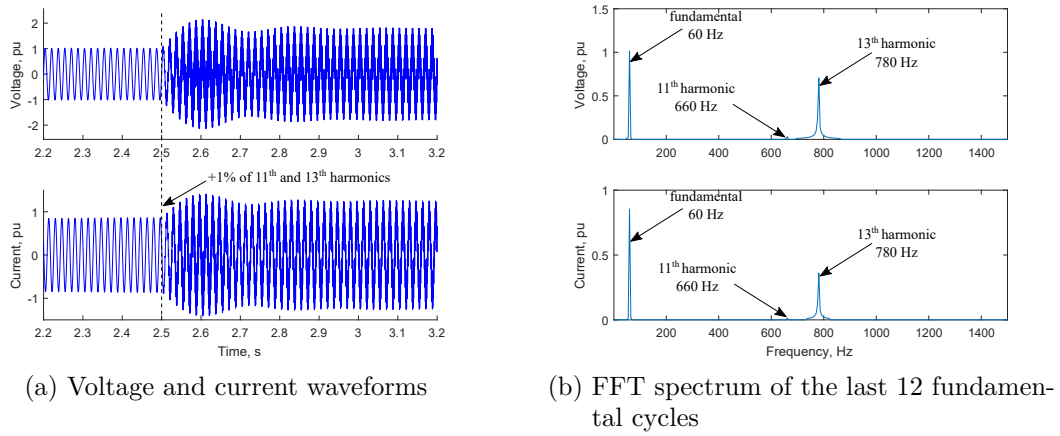 Voltage, pu
2
1
0
-1
-2
2.2 2.3 2.4 2.5 2.6 2.7 2.8 2.9 3 3.1 3.2
+1% of 11th and 13th harmonics
Current, pu
1
0
-1
2.2 2.3 2.4 2.5 2.6 2.7 2.8 2.9 3 3.1 3.2
Time, s
(a) Voltage and current waveforms
Voltage, pu
1.5
1
0.5
0
fundamental
60 Hz
11th harmonic
660 Hz
13th harmonic
780 Hz
200 400 600 800 1000 1200 1400
Current, pu
1
0.5
0
fundamental
60 Hz
11th harmonic
660 Hz
13th harmonic
780 Hz
200 400 600 800 1000 1200 1400
Frequency, Hz
(b) FFT spectrum of the last 12 fundamen-
tal cycles